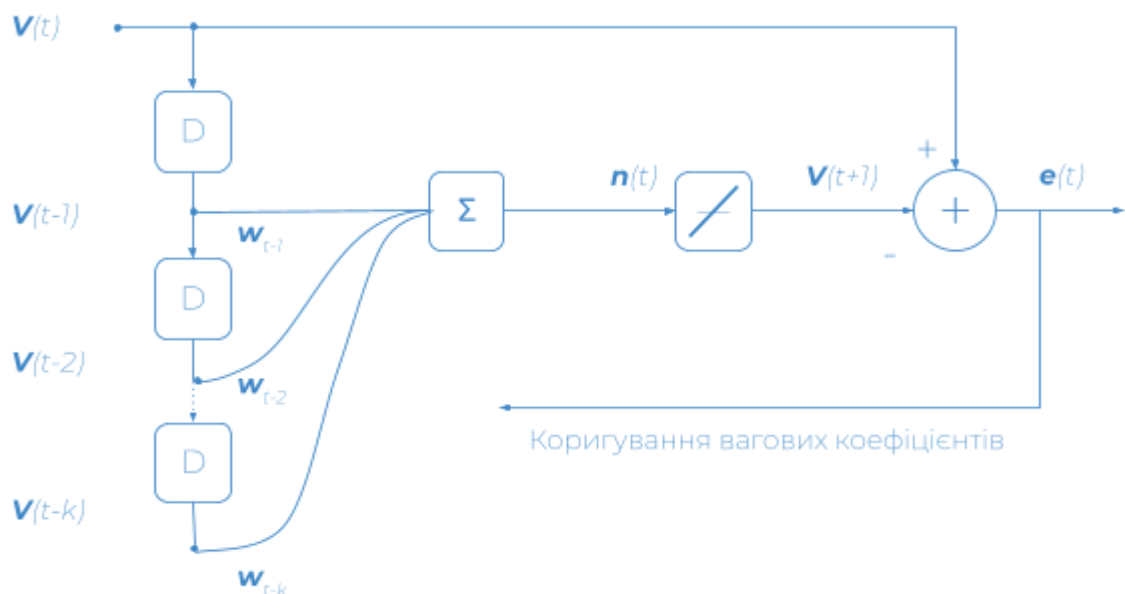 V(t)
D
n(t)
V(t+1)
+
e(t)
V(t-1)
Σ
+
w t-1
-
D
V(t-2)
w t-2
Коригування вагових коефіцієнтів
D
V(t-k)
w t-k